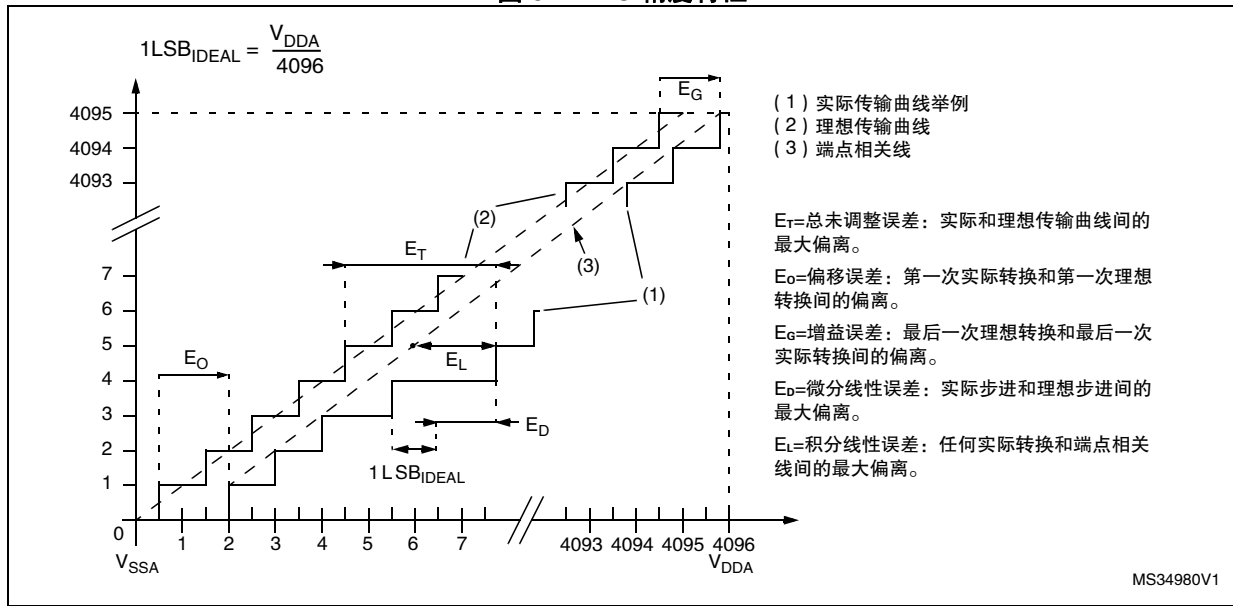 1LSB_IDEAL = V_DDA / 4096
E_G
4095
4094
4093
(1)实际传输曲线举例
(2)理想传输曲线
(3)端点相关线
(2)
E_T
(3)
(1)
7
6
5
4
3
2
1
0
E_O
E_L
E_D
1LSB_IDEAL
E_T=总未调整误差：实际和理想传输曲线间的
最大偏离。
E_O=偏移误差：第一次实际转换和第一次理想
转换间的偏离。
E_G=增益误差：最后一次理想转换和最后一次
实际转换间的偏离。
E_D=微分线性误差：实际步进和理想步进间的
最大偏离。
E_L=积分线性误差：任何实际转换和端点相关
线间的最大偏离。
1 2 3 4 5 6 7 4093 4094 4095 4096
V_SSA V_DDA
MS34980V1